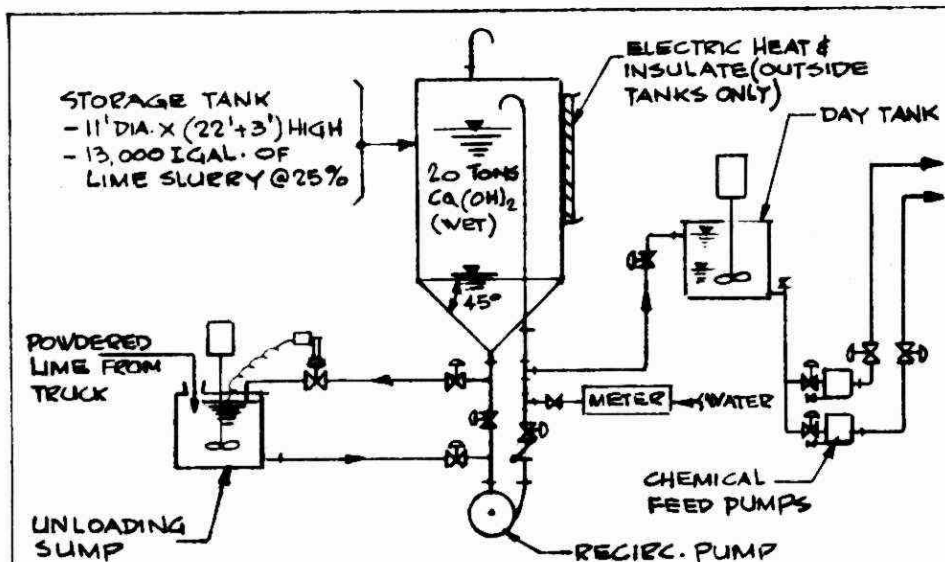 STORAGE TANK
- 11' DIA. X (22'+3') HIGH
- 13,000 IGAL. OF
LIME SLURRY @ 25%
20 TONS
Ca(OH)2
(WET)
45°
ELECTRIC HEAT &
INSULATE (OUTSIDE
TANKS ONLY)
DAY TANK
POWDERED
LIME FROM
TRUCK
METER
WATER
UNLOADING
SUMP
RECIRC. PUMP
CHEMICAL
FEED PUMPS